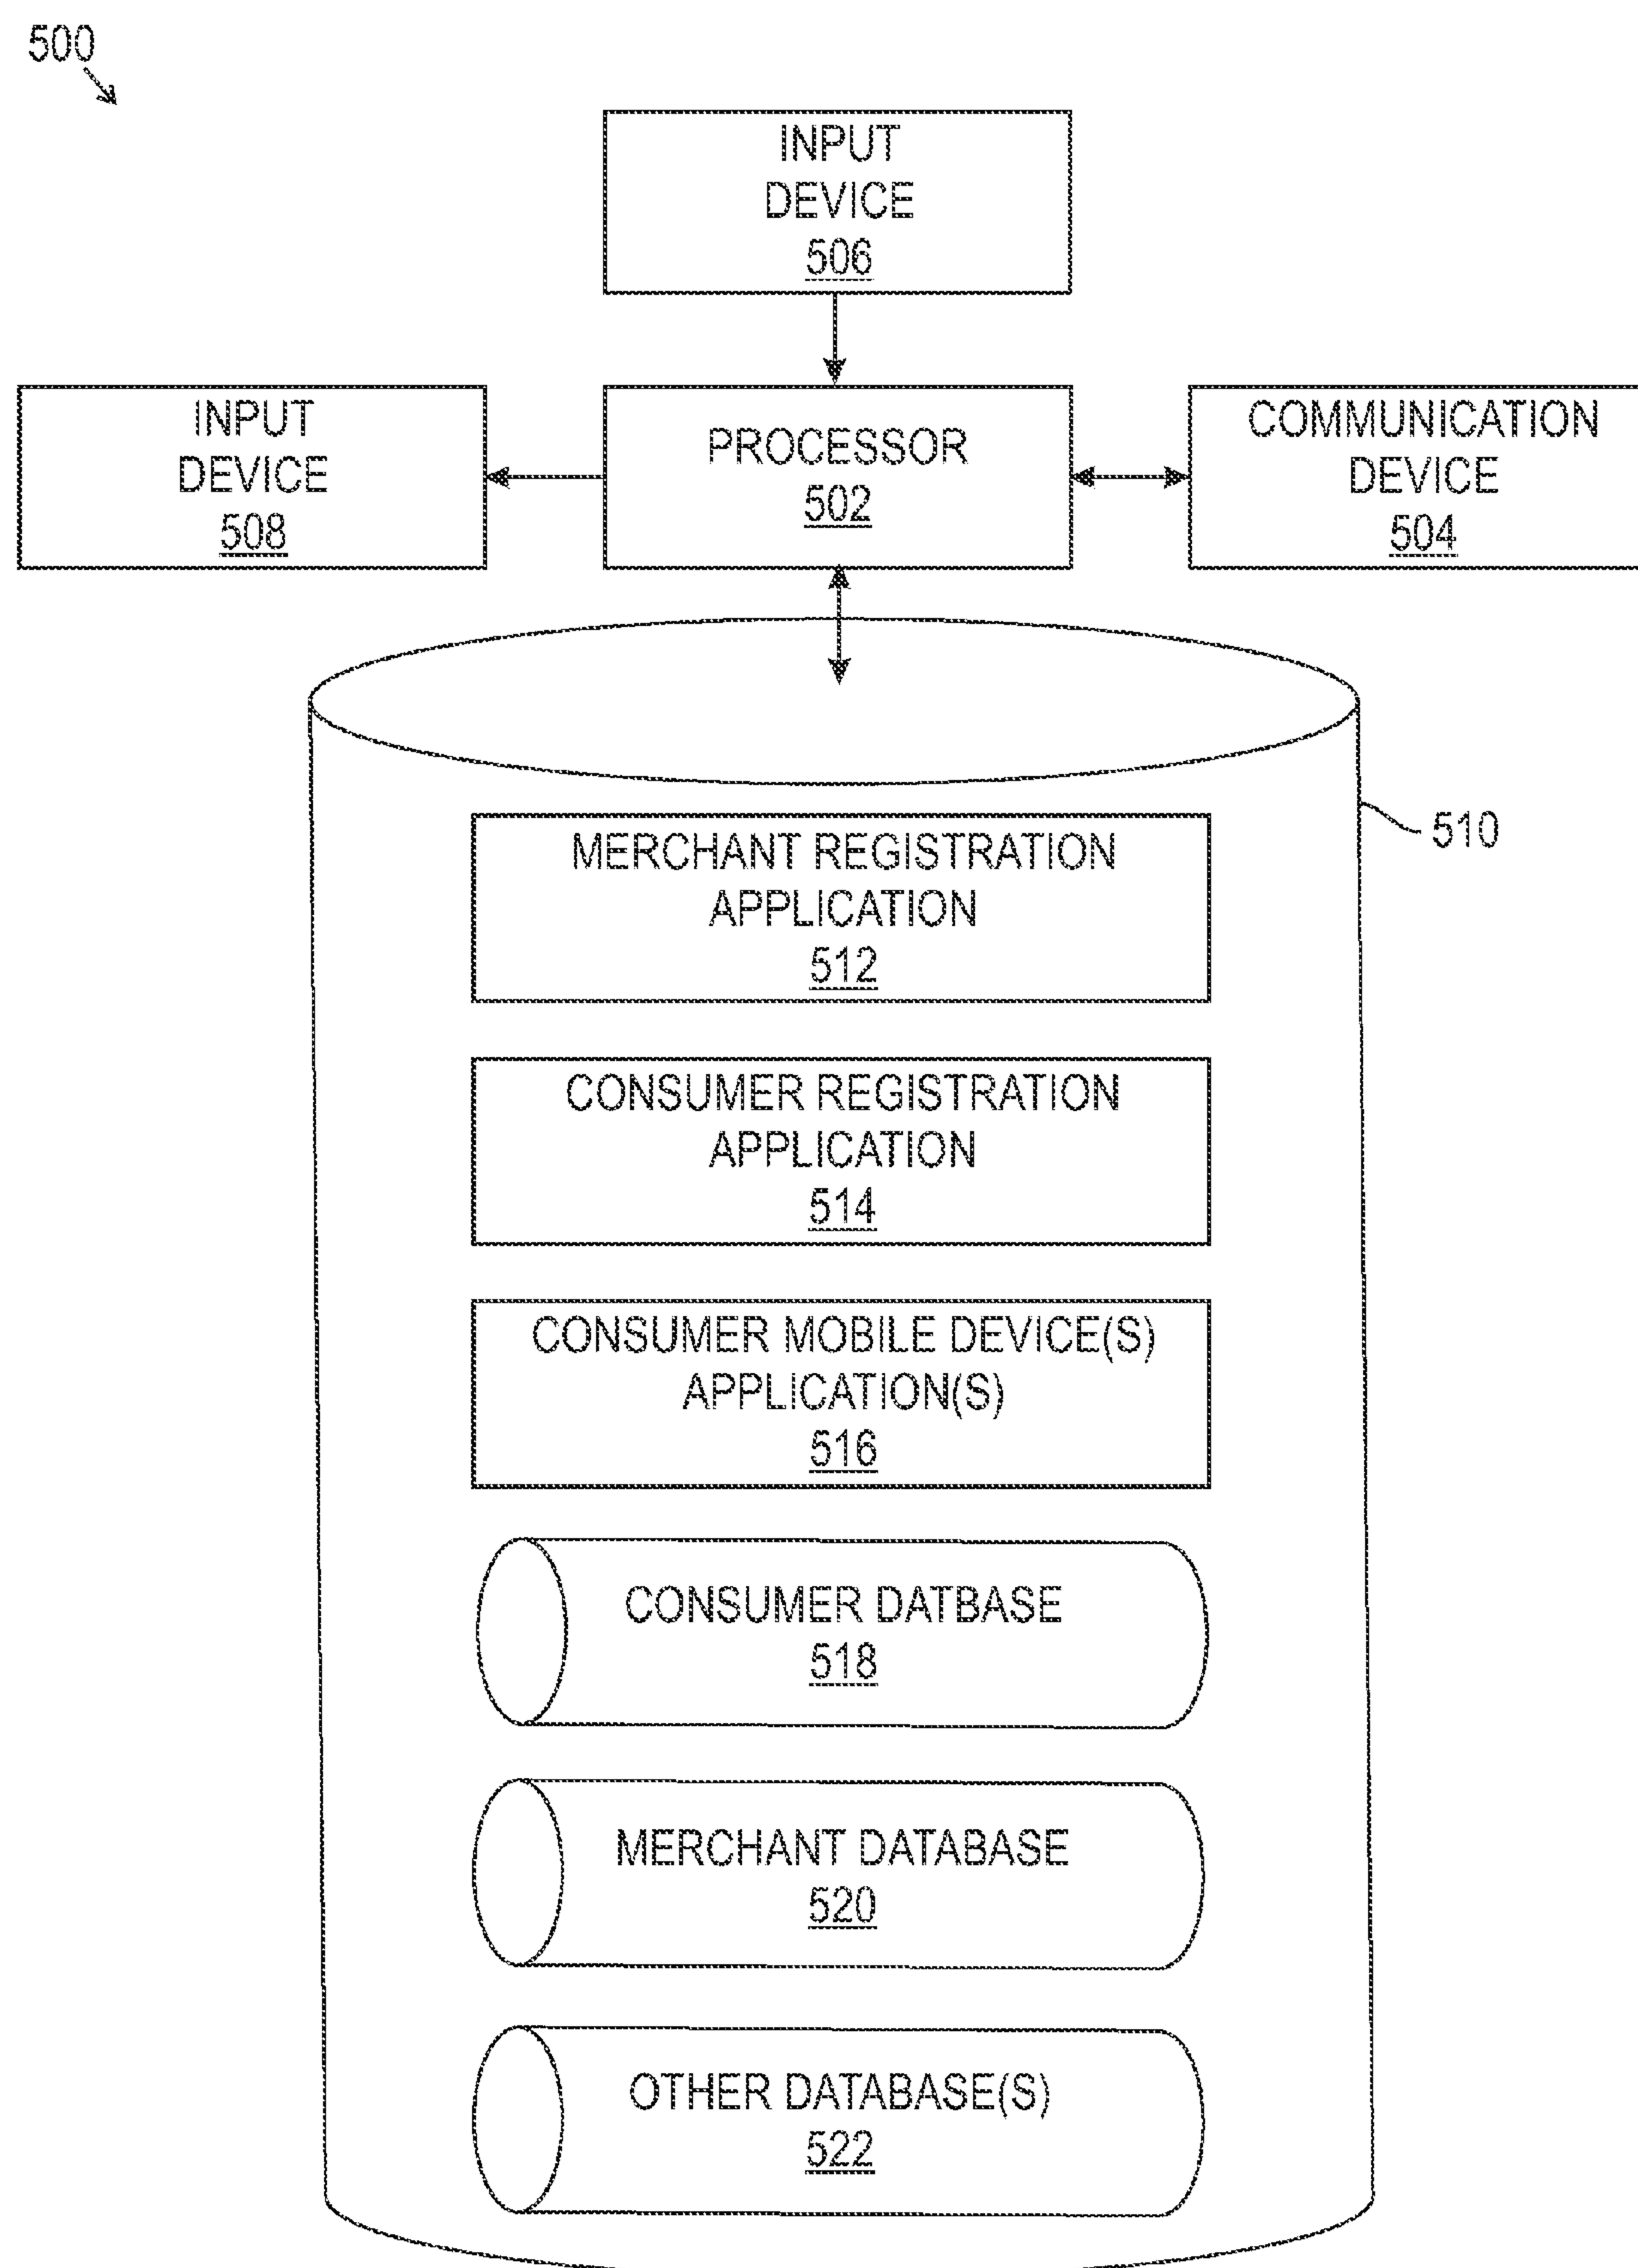 500
INPUT
DEVICE
506
INPUT
DEVICE
508
PROCESSOR
502
COMMUNICATION
DEVICE
504
510
MERCHANT REGISTRATION
APPLICATION
512
CONSUMER REGISTRATION
APPLICATION
514
CONSUMER MOBILE DEVICE(S)
APPLICATION(S)
516
CONSUMER DATBASE
518
MERCHANT DATABASE
520
OTHER DATABASE(S)
522